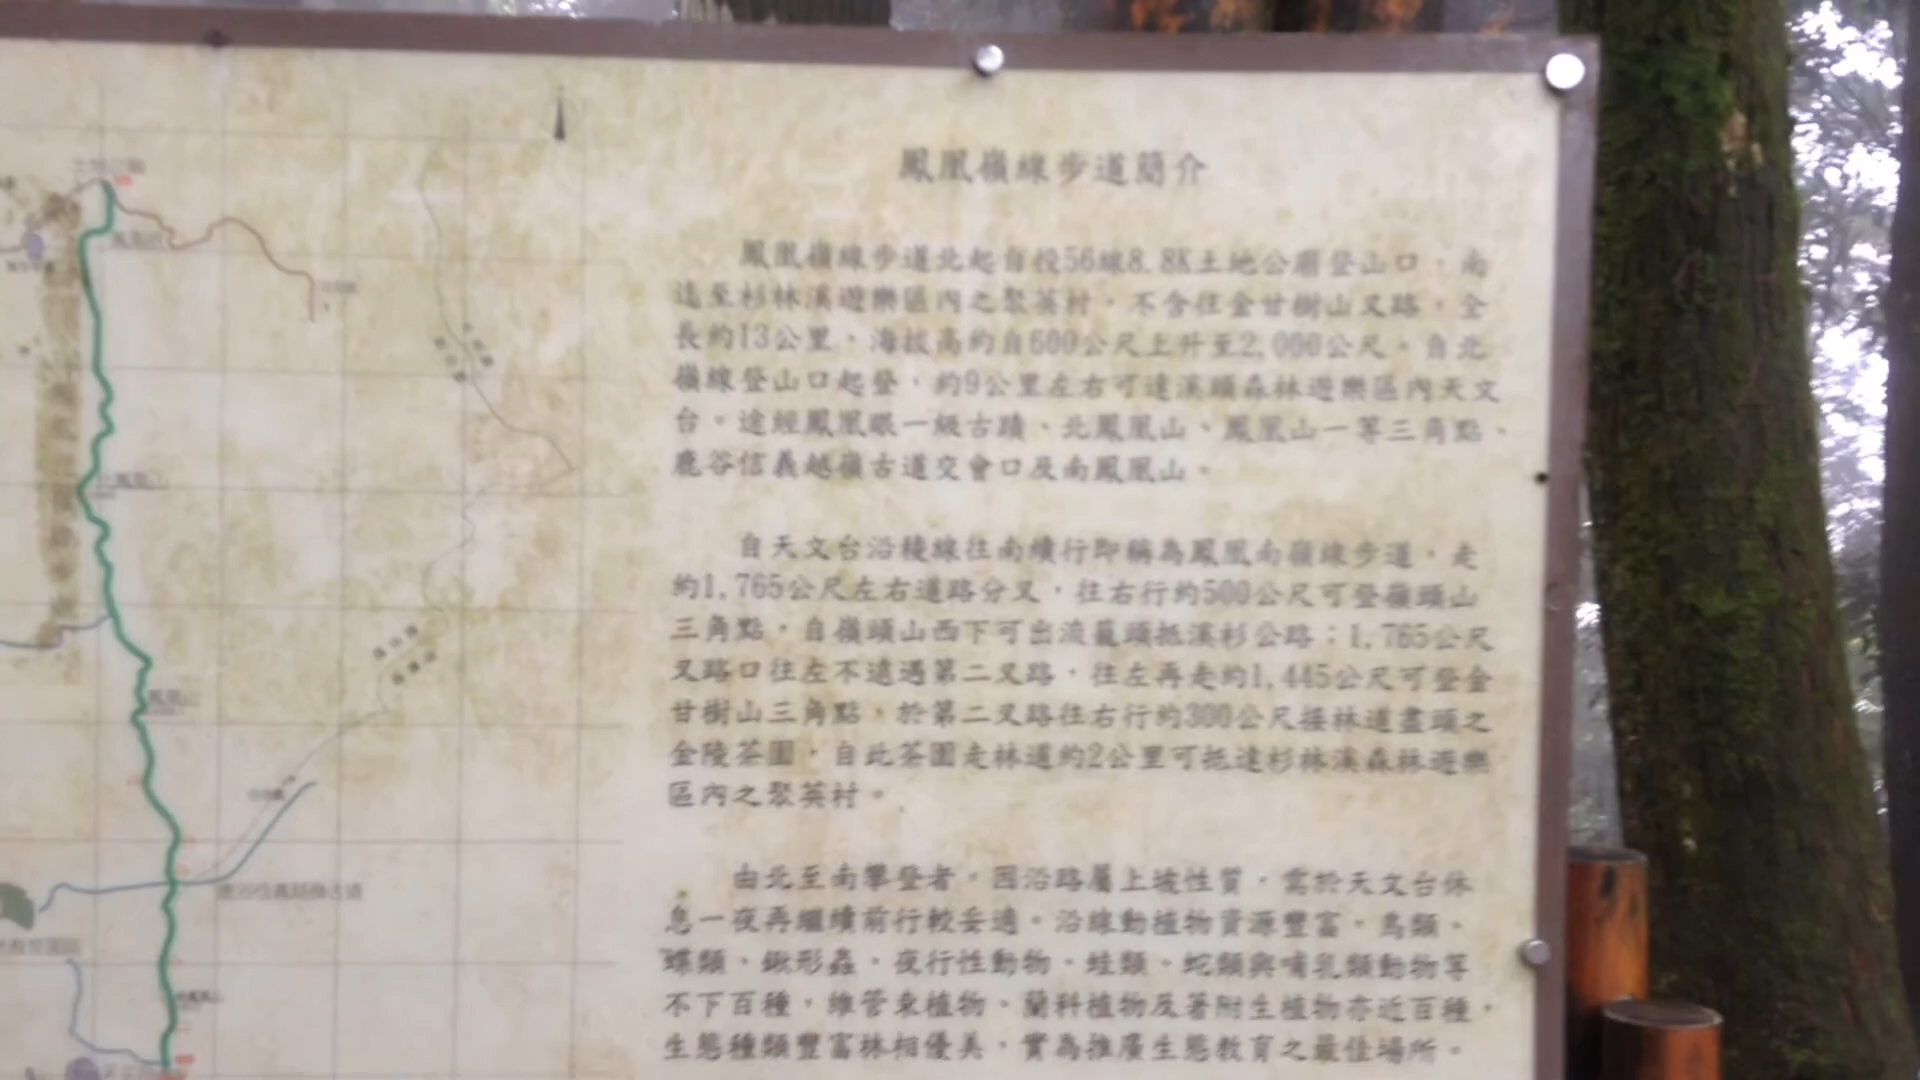 鳳凰嶺線步道簡介
鳳凰嶺線步道北起自投56線8.8K土地公廟登山口，南
迄至杉林溪遊樂區內之聚英村，不含往金甘樹山叉路，全
長約13公里，海拔高約自600公尺上升至2,000公尺。自北
嶺線登山口起登，約9公里左右可達溪頭森林遊樂區內天文
台。途經鳳凰眼一級古蹟、北鳳凰山、鳳凰山一等三角點、
鹿谷信義越嶺古道交會口及南鳳凰山。
自天文台沿稜線往南續行即稱為鳳凰南嶺線步道，走
約1,765公尺左右道路分叉，往右行約500公尺可登嶺頭山
三角點，自嶺頭山西下可出流籠頭抵溪杉公路；1,765公尺
叉路口往左不遠遇第二叉路，往左再走約1,445公尺可登金
甘樹山三角點，於第二叉路往右行約300公尺接林道盡頭之
金陵茶園，自此茶園走林道約2公里可抵達杉林溪森林遊樂
區內之聚英村。
由北至南攀登者，因沿路屬上坡性質，需於天文台休
息一夜再繼續前行較妥適。沿線動植物資源豐富，鳥類、
蝶類、鍬形蟲、夜行性動物、蛙類、蛇類與哺乳類動物等
不下百種，維管束植物、蘭科植物及著附生植物亦近百種，
生態種類豐富林相優美，實為推廣生態教育之最佳場所。